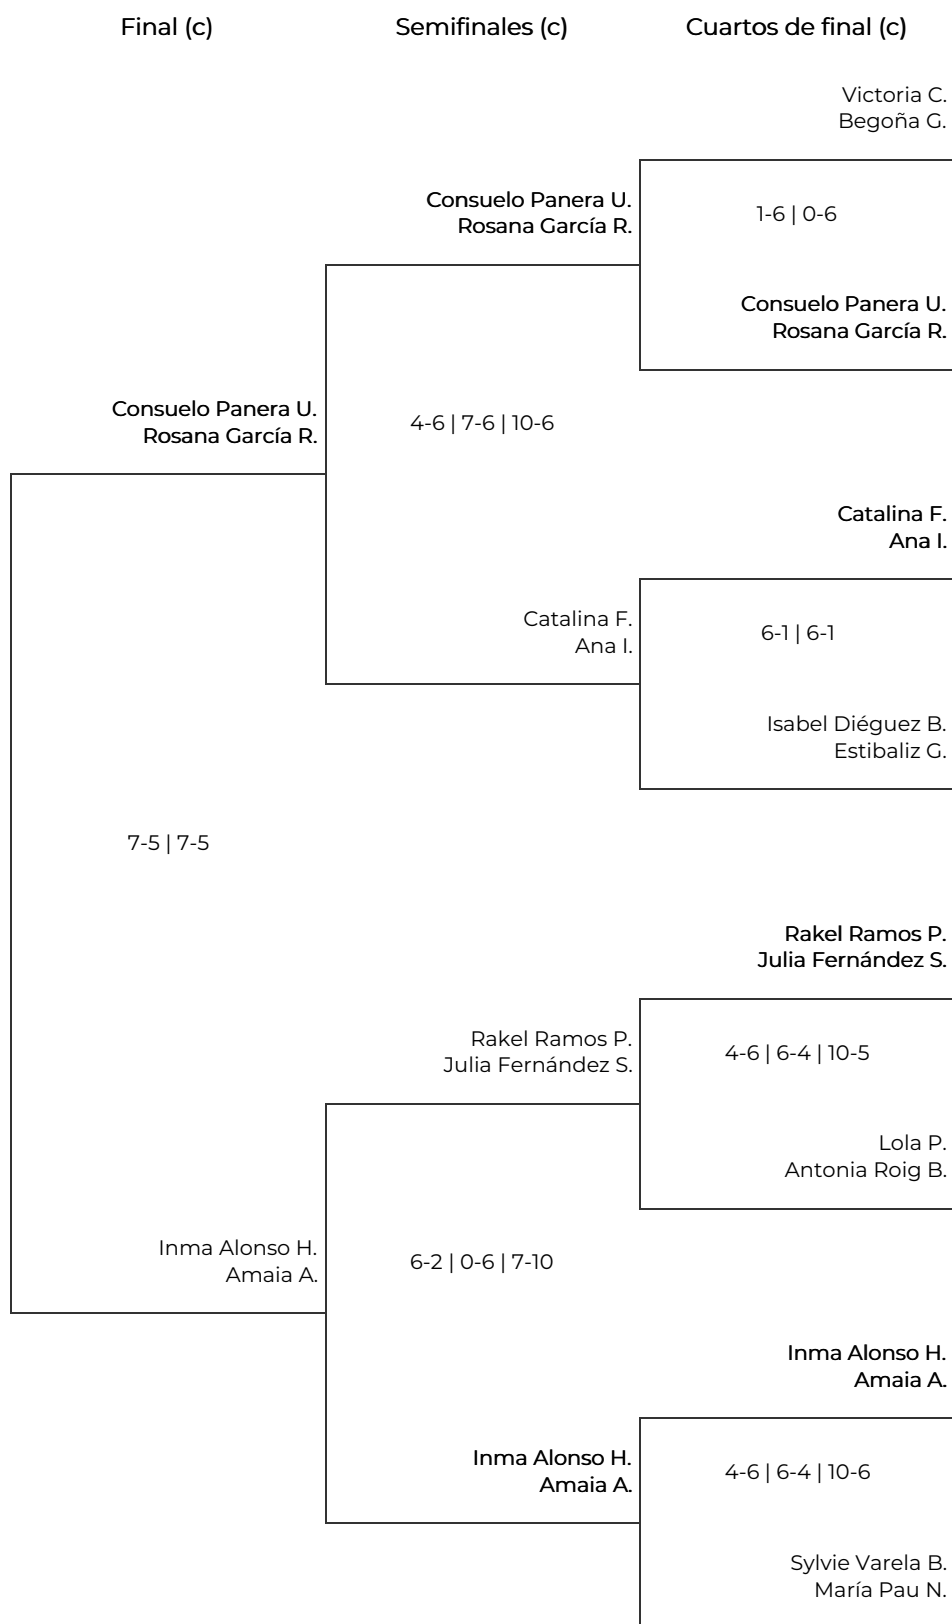 Final (c)
Semifinales (c)
Cuartos de final (c)
Victoria C.
Begoña G.
Consuelo Panera U.
Rosana García R.
1-6 | 0-6
Consuelo Panera U.
Rosana García R.
Consuelo Panera U.
Rosana García R.
4-6 | 7-6 | 10-6
Catalina F.
Ana I.
Catalina F.
Ana I.
6-1 | 6-1
Isabel Diéguez B.
Estibaliz G.
7-5 | 7-5
Rakel Ramos P.
Julia Fernández S.
Rakel Ramos P.
Julia Fernández S.
4-6 | 6-4 | 10-5
Lola P.
Antonia Roig B.
Inma Alonso H.
Amaia A.
6-2 | 0-6 | 7-10
Inma Alonso H.
Amaia A.
Inma Alonso H.
Amaia A.
4-6 | 6-4 | 10-6
Sylvie Varela B.
María Pau N.